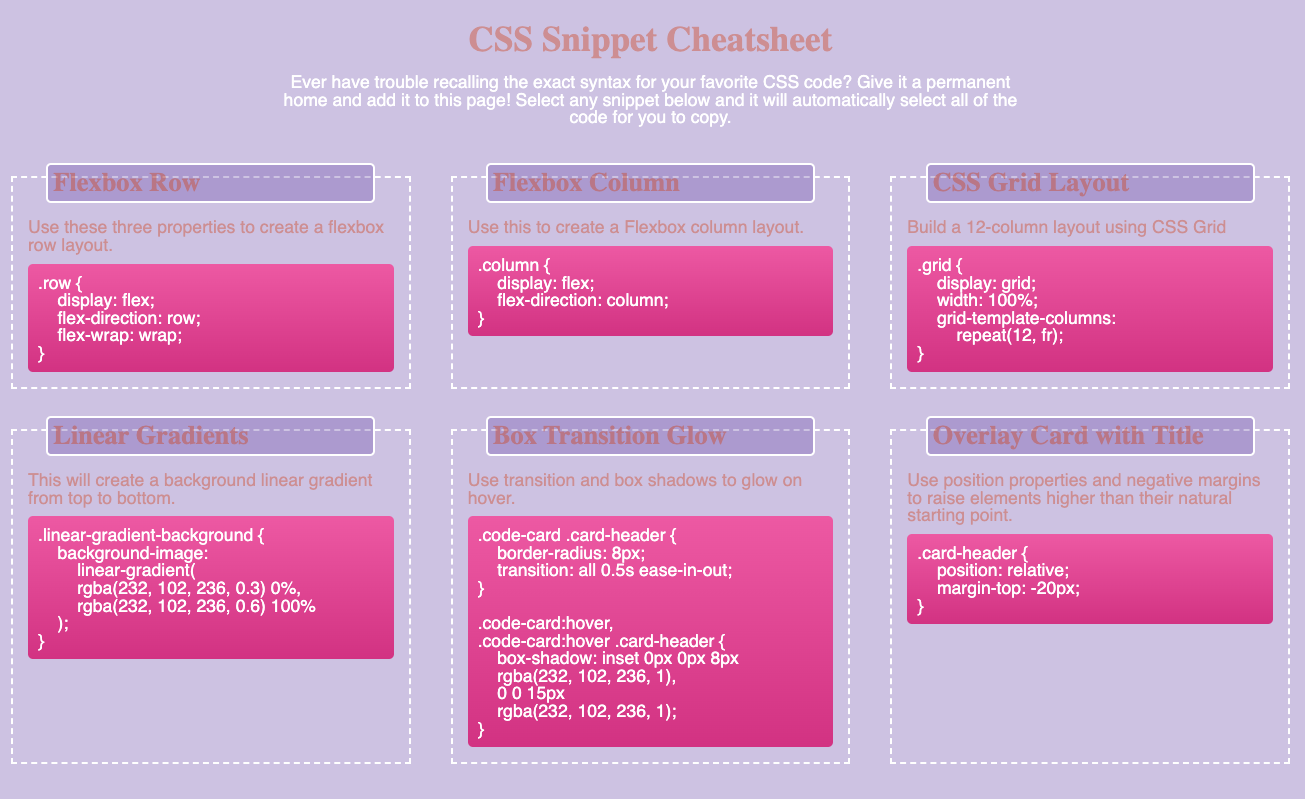 CSS Snippet Cheatsheet
Ever have trouble recalling the exact syntax for your favorite CSS code? Give it a permanent
home and add it to this page! Select any snippet below and it will automatically select all of the
code for you to copy.
Flexbox Row
Use these three properties to create a flexbox
row layout.
.row {
display: flex;
flex-direction: row;
flex-wrap: wrap;
}
Flexbox Column
Use this to create a Flexbox column layout.
.column {
display: flex;
flex-direction: column;
}
CSS Grid Layout
Build a 12-column layout using CSS Grid
.grid {
display: grid;
width: 100%;
grid-template-columns:
repeat(12, fr);
}
Linear Gradients
This will create a background linear gradient
from top to bottom.
.linear-gradient-background {
background-image:
linear-gradient(
rgba(232, 102, 236, 0.3) 0%,
rgba(232, 102, 236, 0.6) 100%
);
}
Box Transition Glow
Use transition and box shadows to glow on
hover.
.code-card .card-header {
border-radius: 8px;
transition: all 0.5s ease-in-out;
}
.code-card:hover,
.code-card:hover .card-header {
box-shadow: inset 0px 0px 8px
rgba(232, 102, 236, 1),
0 0 15px
rgba(232, 102, 236, 1);
}
Overlay Card with Title
Use position properties and negative margins
to raise elements higher than their natural
starting point.
.card-header {
position: relative;
margin-top: -20px;
}